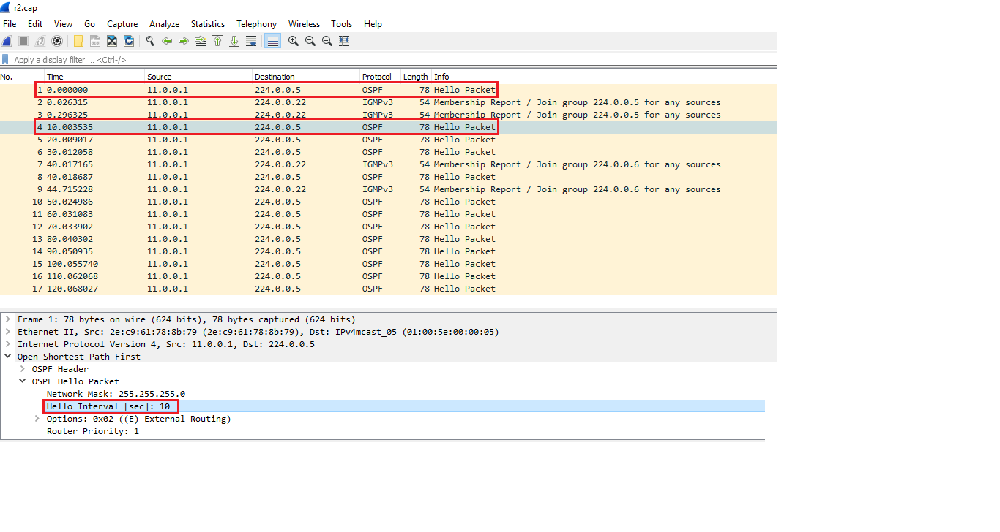 r2.cap
File Edit View Go Capture Analyze Statistics Telephony Wireless Tools Help
Apply a display filter ... <Ctrl-/>
No. Time Source Destination Protocol Length Info
1 0.000000 11.0.0.1 224.0.0.5 OSPF 78 Hello Packet
2 0.026315 11.0.0.1 224.0.0.22 IGMPv3 54 Membership Report / Join group 224.0.0.5 for any sources
3 0.296325 11.0.0.1 224.0.0.22 IGMPv3 54 Membership Report / Join group 224.0.0.5 for any sources
4 10.003535 11.0.0.1 224.0.0.5 OSPF 78 Hello Packet
5 20.009017 11.0.0.1 224.0.0.5 OSPF 78 Hello Packet
6 30.012058 11.0.0.1 224.0.0.5 OSPF 78 Hello Packet
7 40.017165 11.0.0.1 224.0.0.22 IGMPv3 54 Membership Report / Join group 224.0.0.6 for any sources
8 40.018687 11.0.0.1 224.0.0.5 OSPF 78 Hello Packet
9 44.715228 11.0.0.1 224.0.0.22 IGMPv3 54 Membership Report / Join group 224.0.0.6 for any sources
10 50.024986 11.0.0.1 224.0.0.5 OSPF 78 Hello Packet
11 60.031083 11.0.0.1 224.0.0.5 OSPF 78 Hello Packet
12 70.033902 11.0.0.1 224.0.0.5 OSPF 78 Hello Packet
13 80.040302 11.0.0.1 224.0.0.5 OSPF 78 Hello Packet
14 90.050935 11.0.0.1 224.0.0.5 OSPF 78 Hello Packet
15 100.055740 11.0.0.1 224.0.0.5 OSPF 78 Hello Packet
16 110.062068 11.0.0.1 224.0.0.5 OSPF 78 Hello Packet
17 120.068027 11.0.0.1 224.0.0.5 OSPF 78 Hello Packet
Frame 1: 78 bytes on wire (624 bits), 78 bytes captured (624 bits)
Ethernet II, Src: 2e:c9:61:78:8b:79 (2e:c9:61:78:8b:79), Dst: IPv4mcast_05 (01:00:5e:00:00:05)
Internet Protocol Version 4, Src: 11.0.0.1, Dst: 224.0.0.5
Open Shortest Path First
OSPF Header
OSPF Hello Packet
Network Mask: 255.255.255.0
Hello Interval [sec]: 10
Options: 0x02 ((E) External Routing)
Router Priority: 1